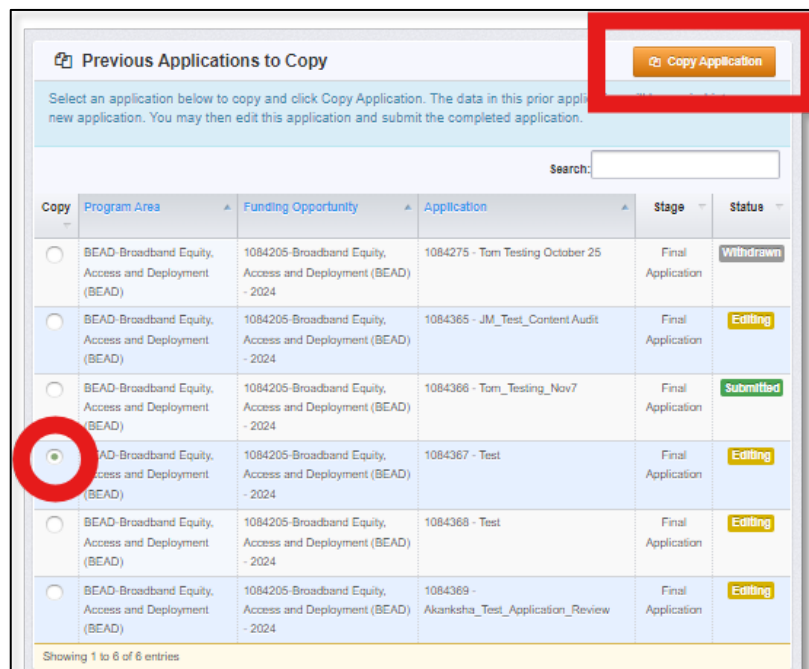 Previous Applications to Copy
Copy Application
Select an application below to copy and click Copy Application. The data in this prior
new application. You may then edit this application and submit the completed application.
Search:
Copy Program Area Funding Opportunity Application Stage Status
BEAD-Broadband Equity, 1084205-Broadband Equity, 1084275 - Tom Testing October 25 Final Withdrawn
Access and Deployment Access and Deployment (BEAD) Application
(BEAD) - 2024
BEAD-Broadband Equity, 1084205-Broadband Equity, 1084365 - JM_Test_Content Audit Final Editing
Access and Deployment Access and Deployment (BEAD) Application
(BEAD) - 2024
BEAD-Broadband Equity, 1084205-Broadband Equity, 1084366 - Tom_Testing_Nov7 Final Submitted
Access and Deployment Access and Deployment (BEAD) Application
(BEAD) - 2024
BEAD-Broadband Equity, 1084205-Broadband Equity, 1084367 - Test Final Editing
Access and Deployment Access and Deployment (BEAD) Application
(BEAD) - 2024
BEAD-Broadband Equity, 1084205-Broadband Equity, 1084368 - Test Final Editing
Access and Deployment Access and Deployment (BEAD) Application
(BEAD) - 2024
BEAD-Broadband Equity, 1084205-Broadband Equity, 1084369 - Final Editing
Access and Deployment Access and Deployment (BEAD) Akanksha_Test_Application_Review Application
(BEAD) - 2024
Showing 1 to 6 of 6 entries